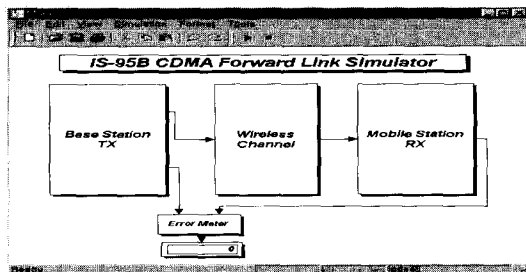 File Edit View Simulation Format Tools
IS-95B CDMA Forward Link Simulator
Base Station
TX
Wireless
Channel
Mobile Station
RX
Error Meter
0
Ready